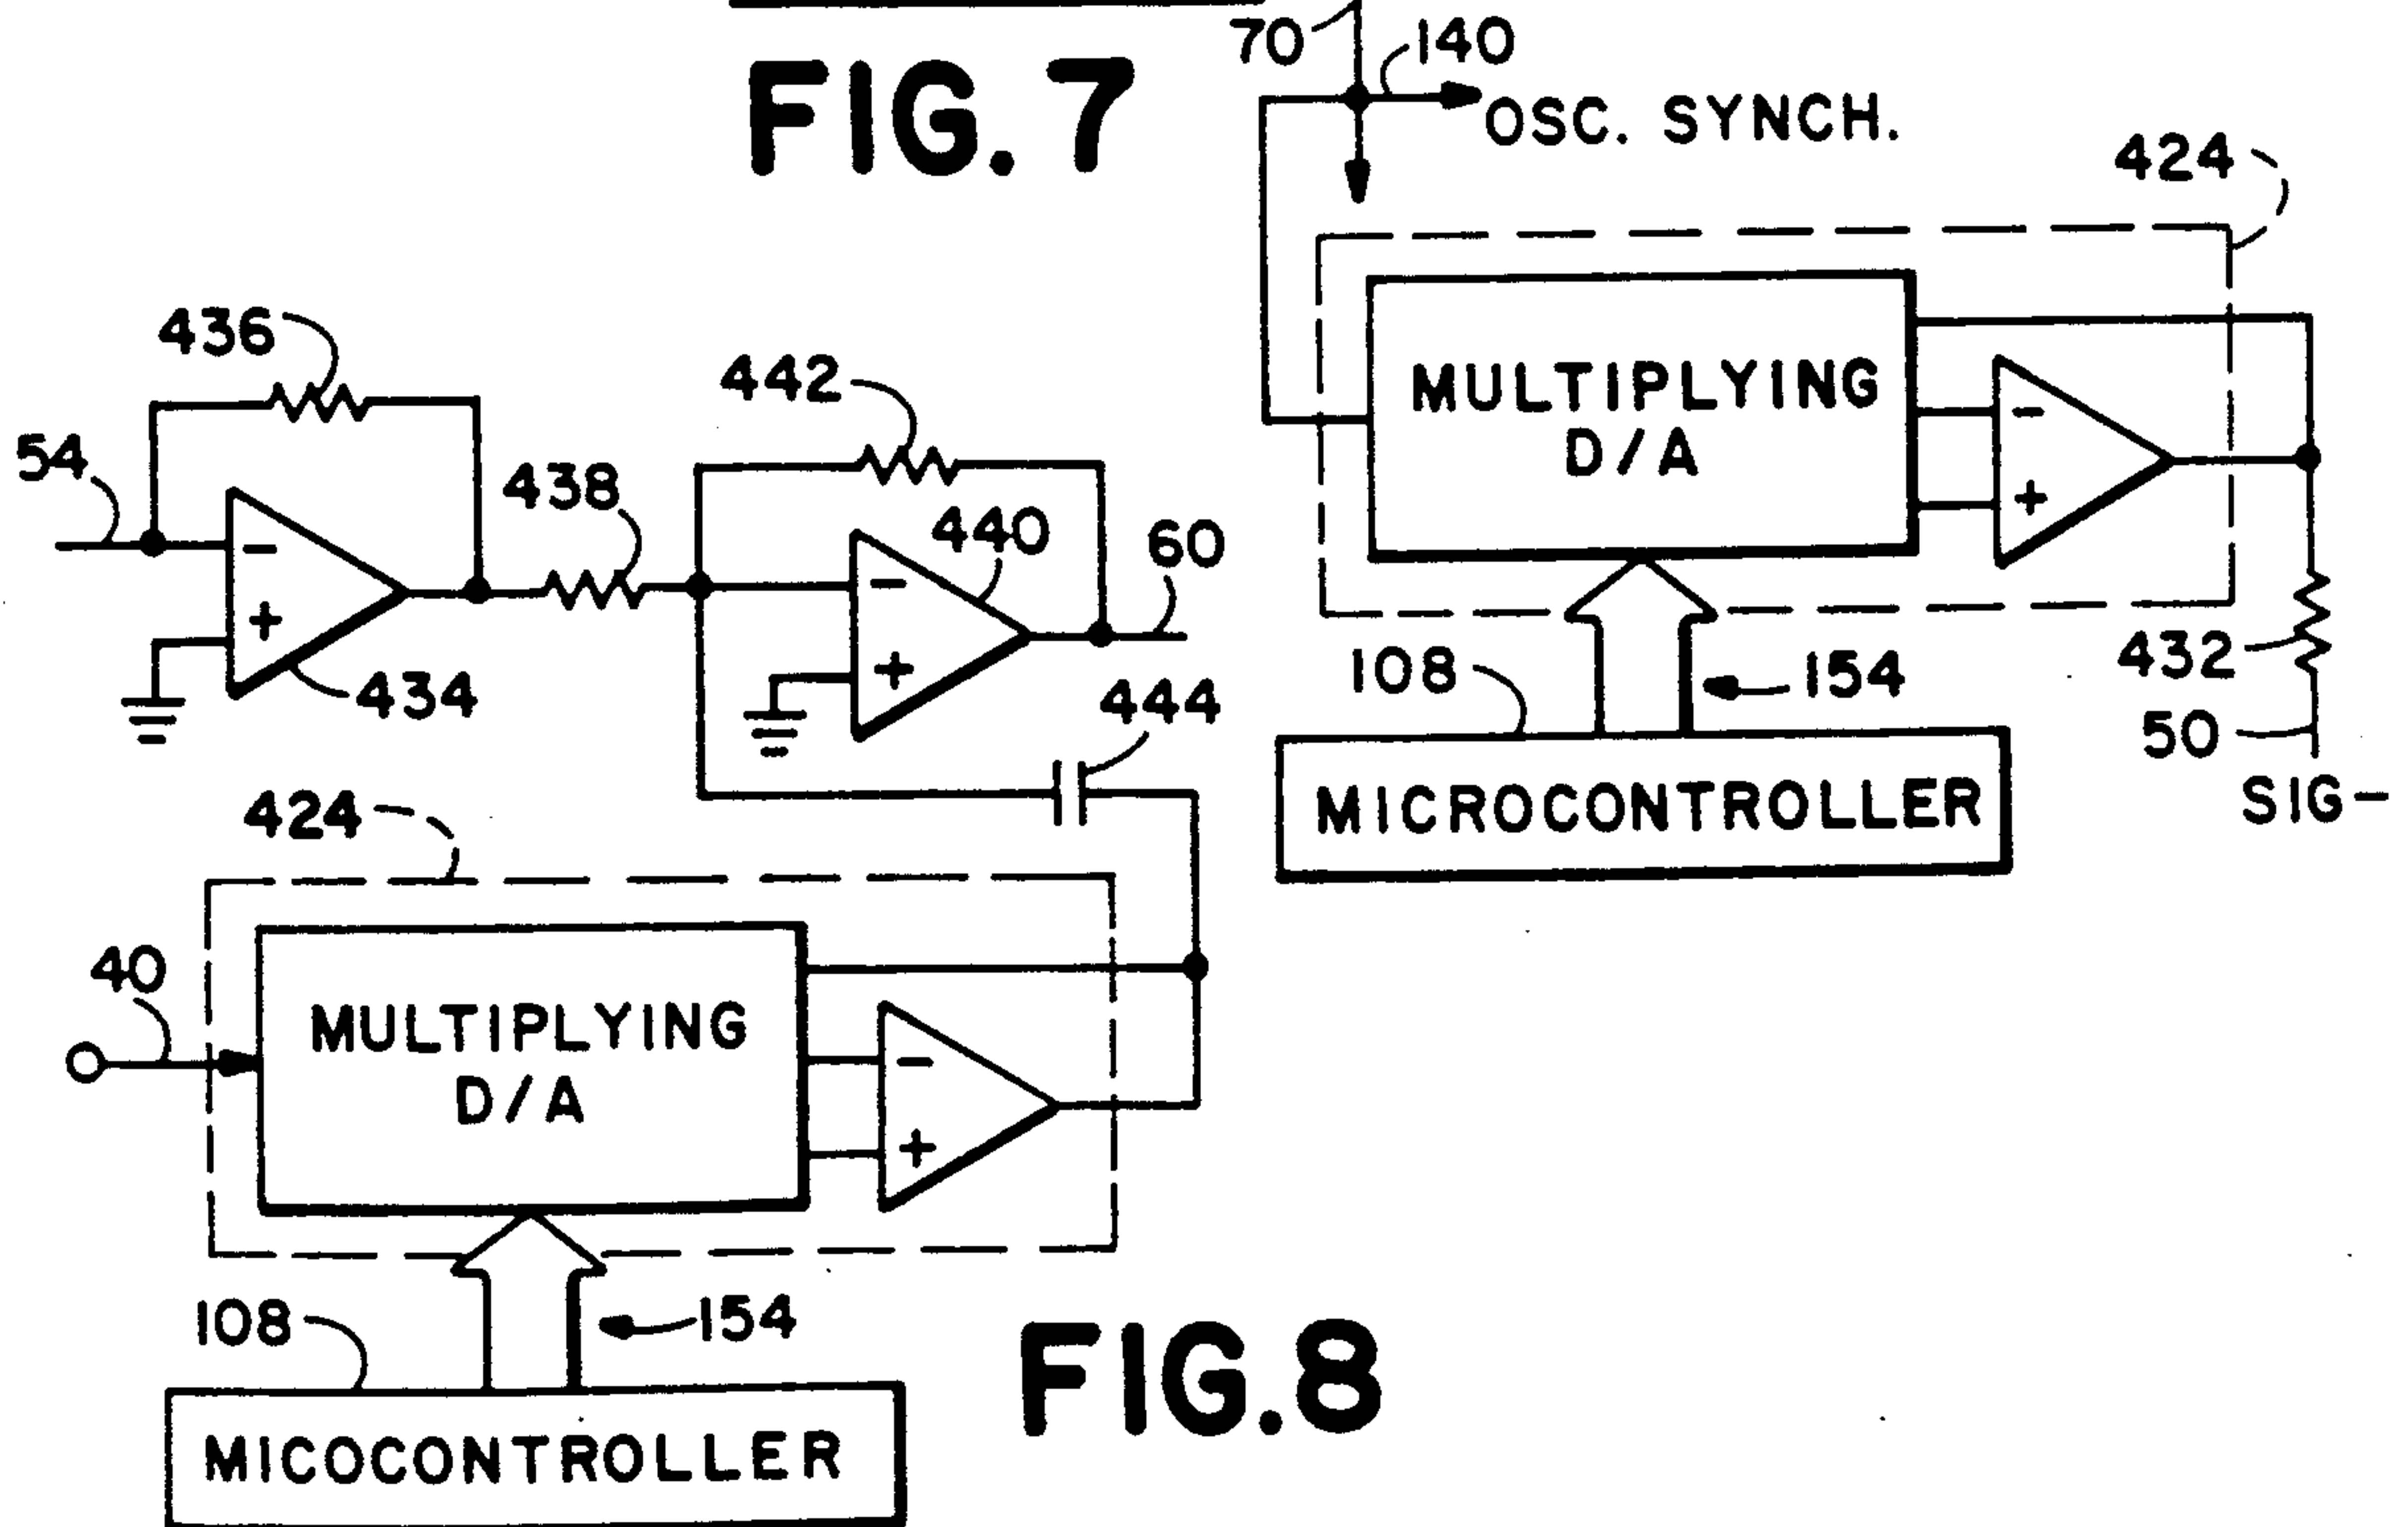 FIG. 7
70
140
OSC. SYNCH.
424
MULTIPLYING
D/A
-
+
432
50
SIG-
108
154
MICROCONTROLLER
436
54
-
+
434
438
442
440
-
+
60
444
424
40
MULTIPLYING
D/A
-
+
108
154
MICOCONTROLLER
FIG.8